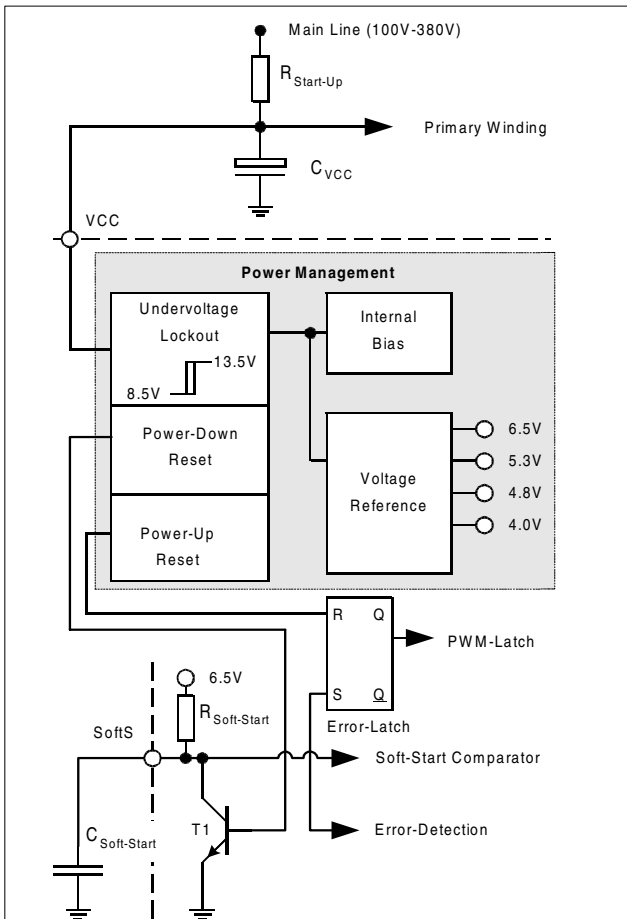 Main Line (100V-380V)
R Start-Up
Primary Winding
C VCC
VCC
Power Management
Undervoltage
Lockout
13.5V
8.5V
Internal
Bias
Power-Down
Reset
6.5V
5.3V
Voltage
Reference
4.8V
4.0V
Power-Up
Reset
R Q
PWM-Latch
S Q
Error-Latch
6.5V
R Soft-Start
SoftS
Soft-Start Comparator
T1
Error-Detection
C Soft-Start